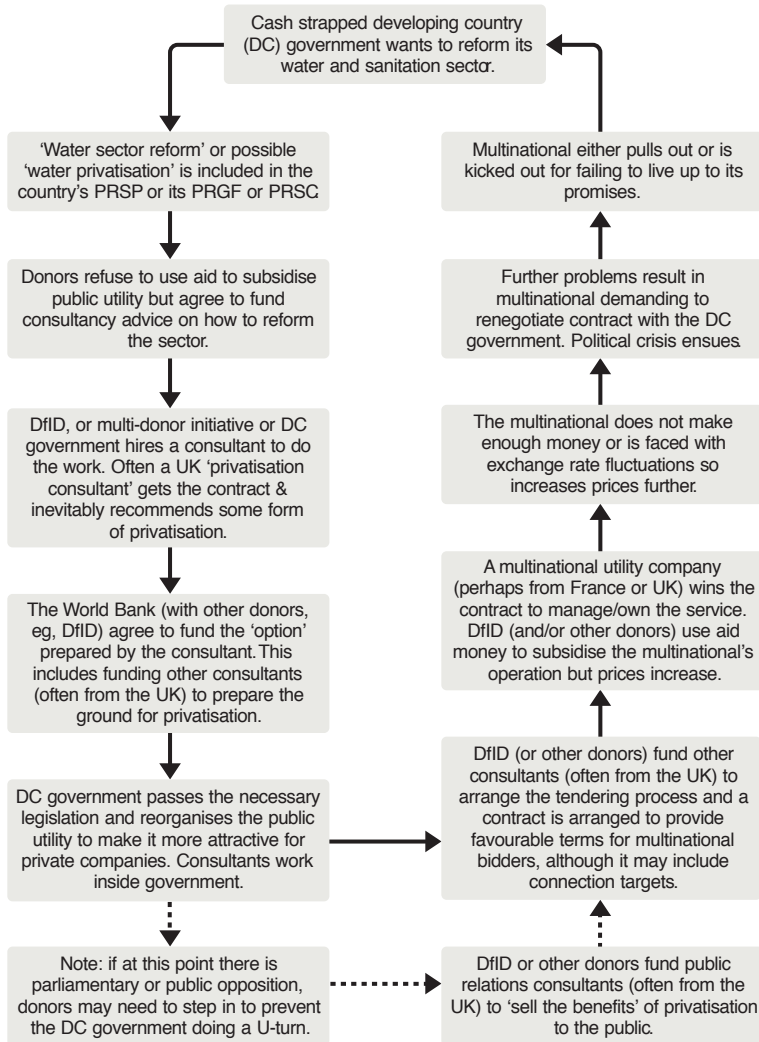 Cash strapped developing country
(DC) government wants to reform its
water and sanitation sector.
‘Water sector reform’ or possible
‘water privatisation’ is included in the
country’s PRSP or its PRGF or PRSC.
Donors refuse to use aid to subsidise
public utility but agree to fund
consultancy advice on how to reform
the sector.
DfID, or multi-donor initiative or DC
government hires a consultant to do
the work. Often a UK ‘privatisation
consultant’ gets the contract &
inevitably recommends some form
of privatisation.
The World Bank (with other donors,
eg, DfID) agree to fund the ‘option’
prepared by the consultant. This
includes funding other consultants
(often from the UK) to prepare the
ground for privatisation.
DC government passes the necessary
legislation and reorganises the public
utility to make it more attractive for
private companies. Consultants work
inside government.
Note: if at this point there is
parliamentary or public opposition,
donors may need to step in to prevent
the DC government doing a U-turn.
DfID or other donors fund public
relations consultants (often from the
UK) to ‘sell the benefits’ of privatisation
to the public.
DfID (or other donors) fund other
consultants (often from the UK) to
arrange the tendering process and a
contract is arranged to provide
favourable terms for multinational
bidders, although it may include
connection targets.
A multinational utility company
(perhaps from France or UK) wins the
contract to manage/own the service.
DfID (and/or other donors) use aid
money to subsidise the multinational’s
operation but prices increase.
The multinational does not make
enough money or is faced with
exchange rate fluctuations so
increases prices further.
Further problems result in
multinational demanding to
renegotiate contract with the DC
government. Political crisis ensues.
Multinational either pulls out or is
kicked out for failing to live up to its
promises.